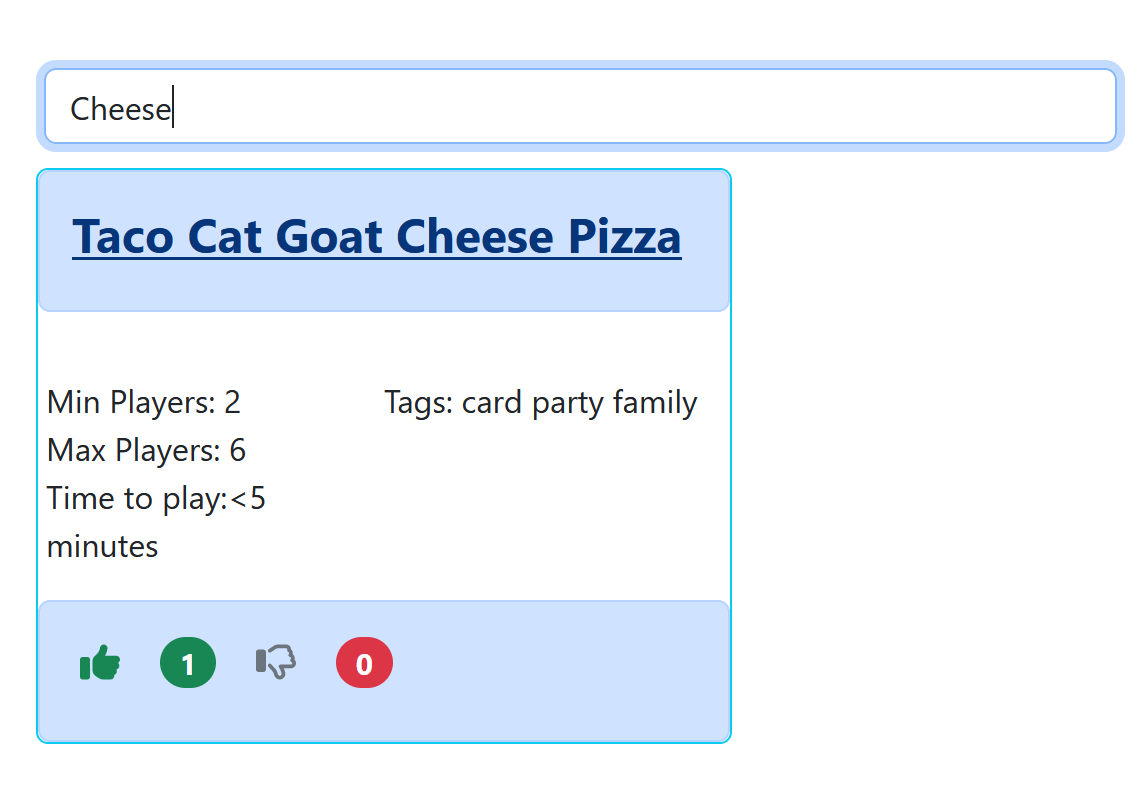 Cheese
Taco Cat Goat Cheese Pizza
Min Players: 2
Max Players: 6
Time to play:<5
minutes
Tags: card party family
1 0